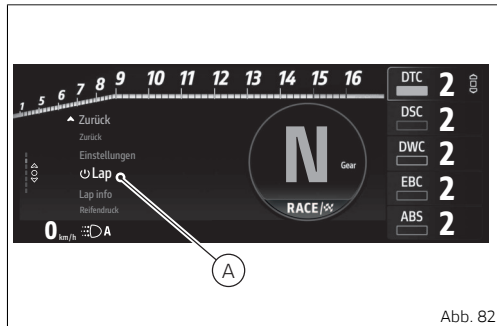 1 5 6 7 8 9 10 11 12 13 14 15 16
Zurück
Zurück
Einstellungen
Lap
Lap info
Reifendruck
0 km/h A
N
Gear
RACE/
DTC 2
DSC 2
DWC 2
EBC 2
ABS 2
A
Abb. 82